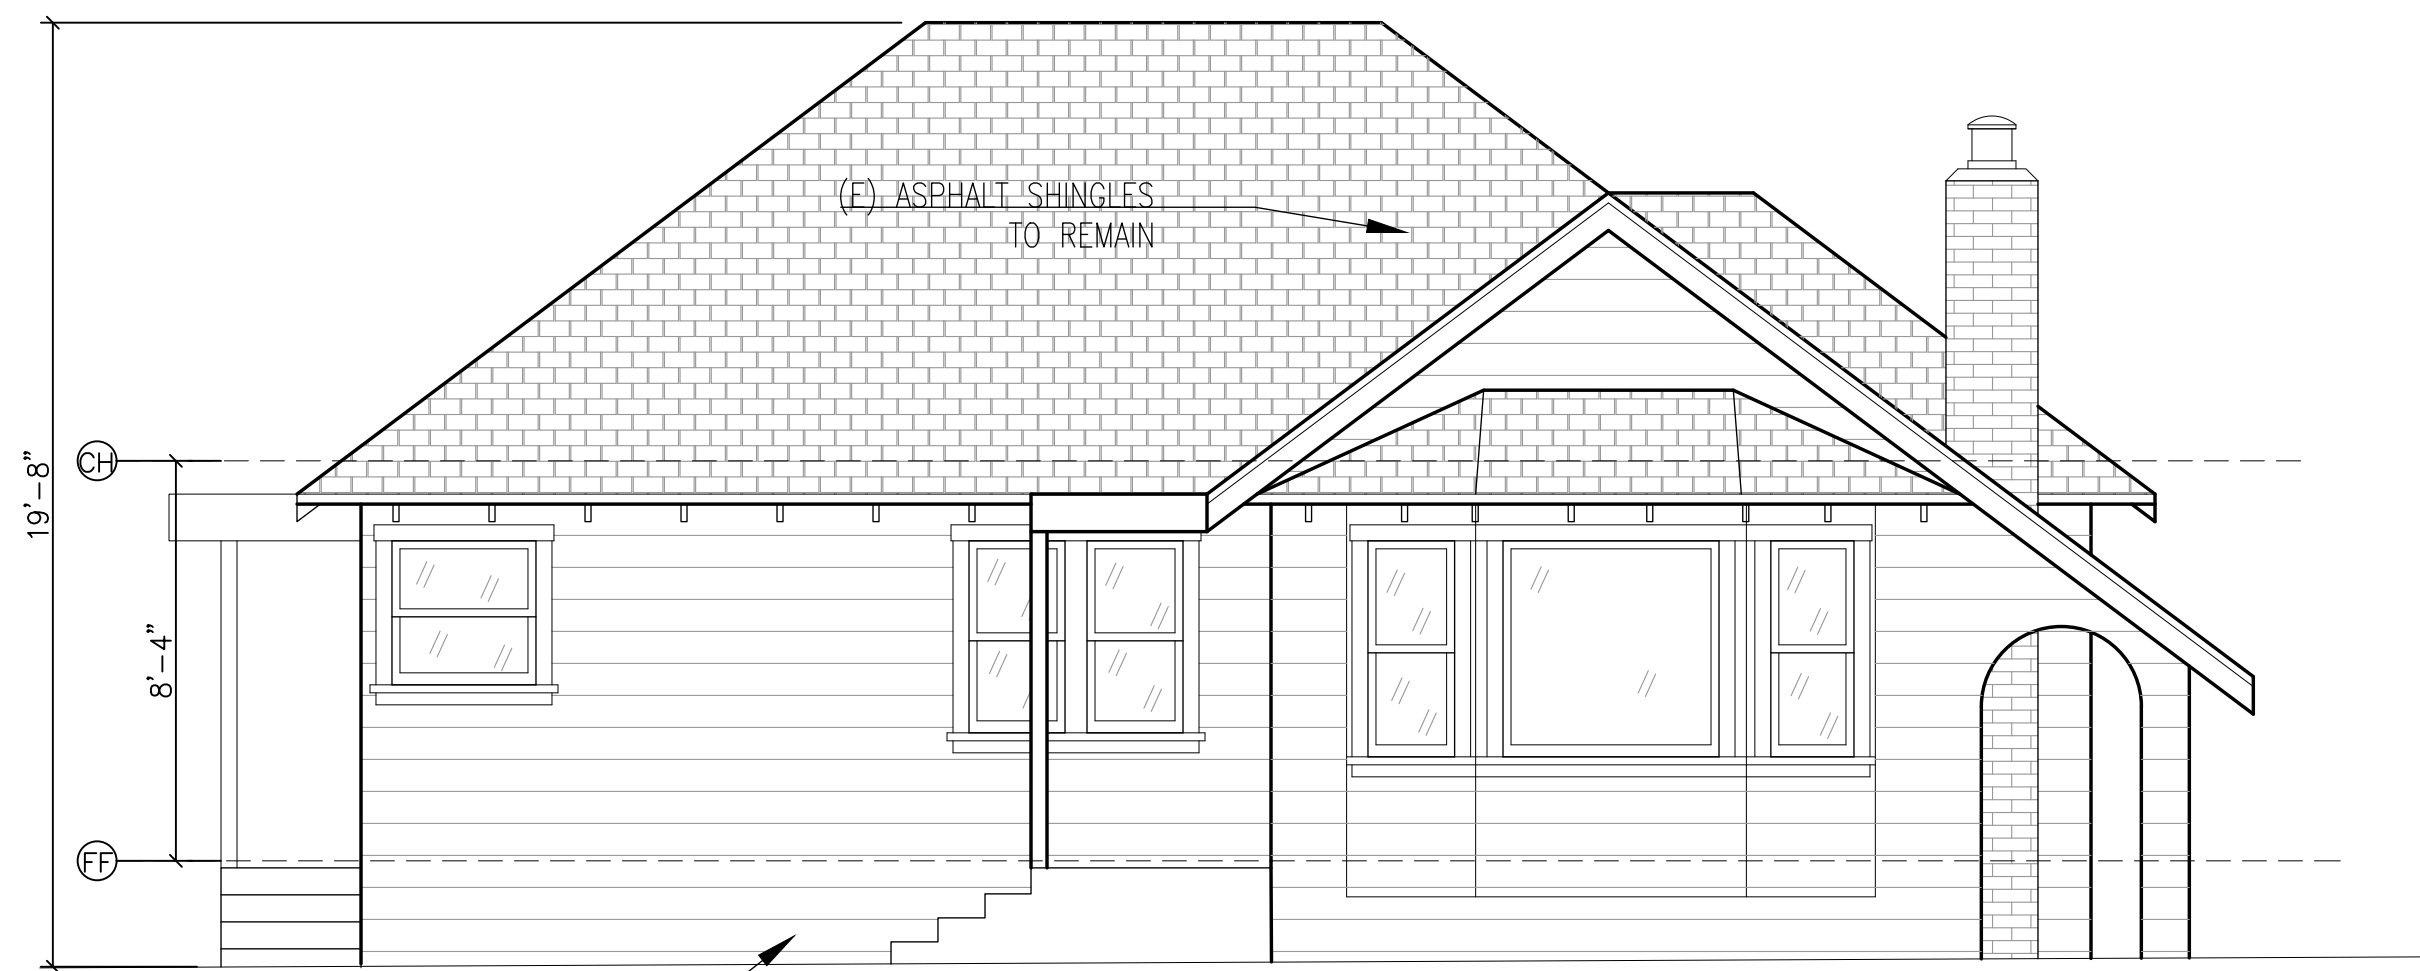 (E) ASPHALT SHINGLES
TO REMAIN
CH
19'-8"
8'-4"
FF